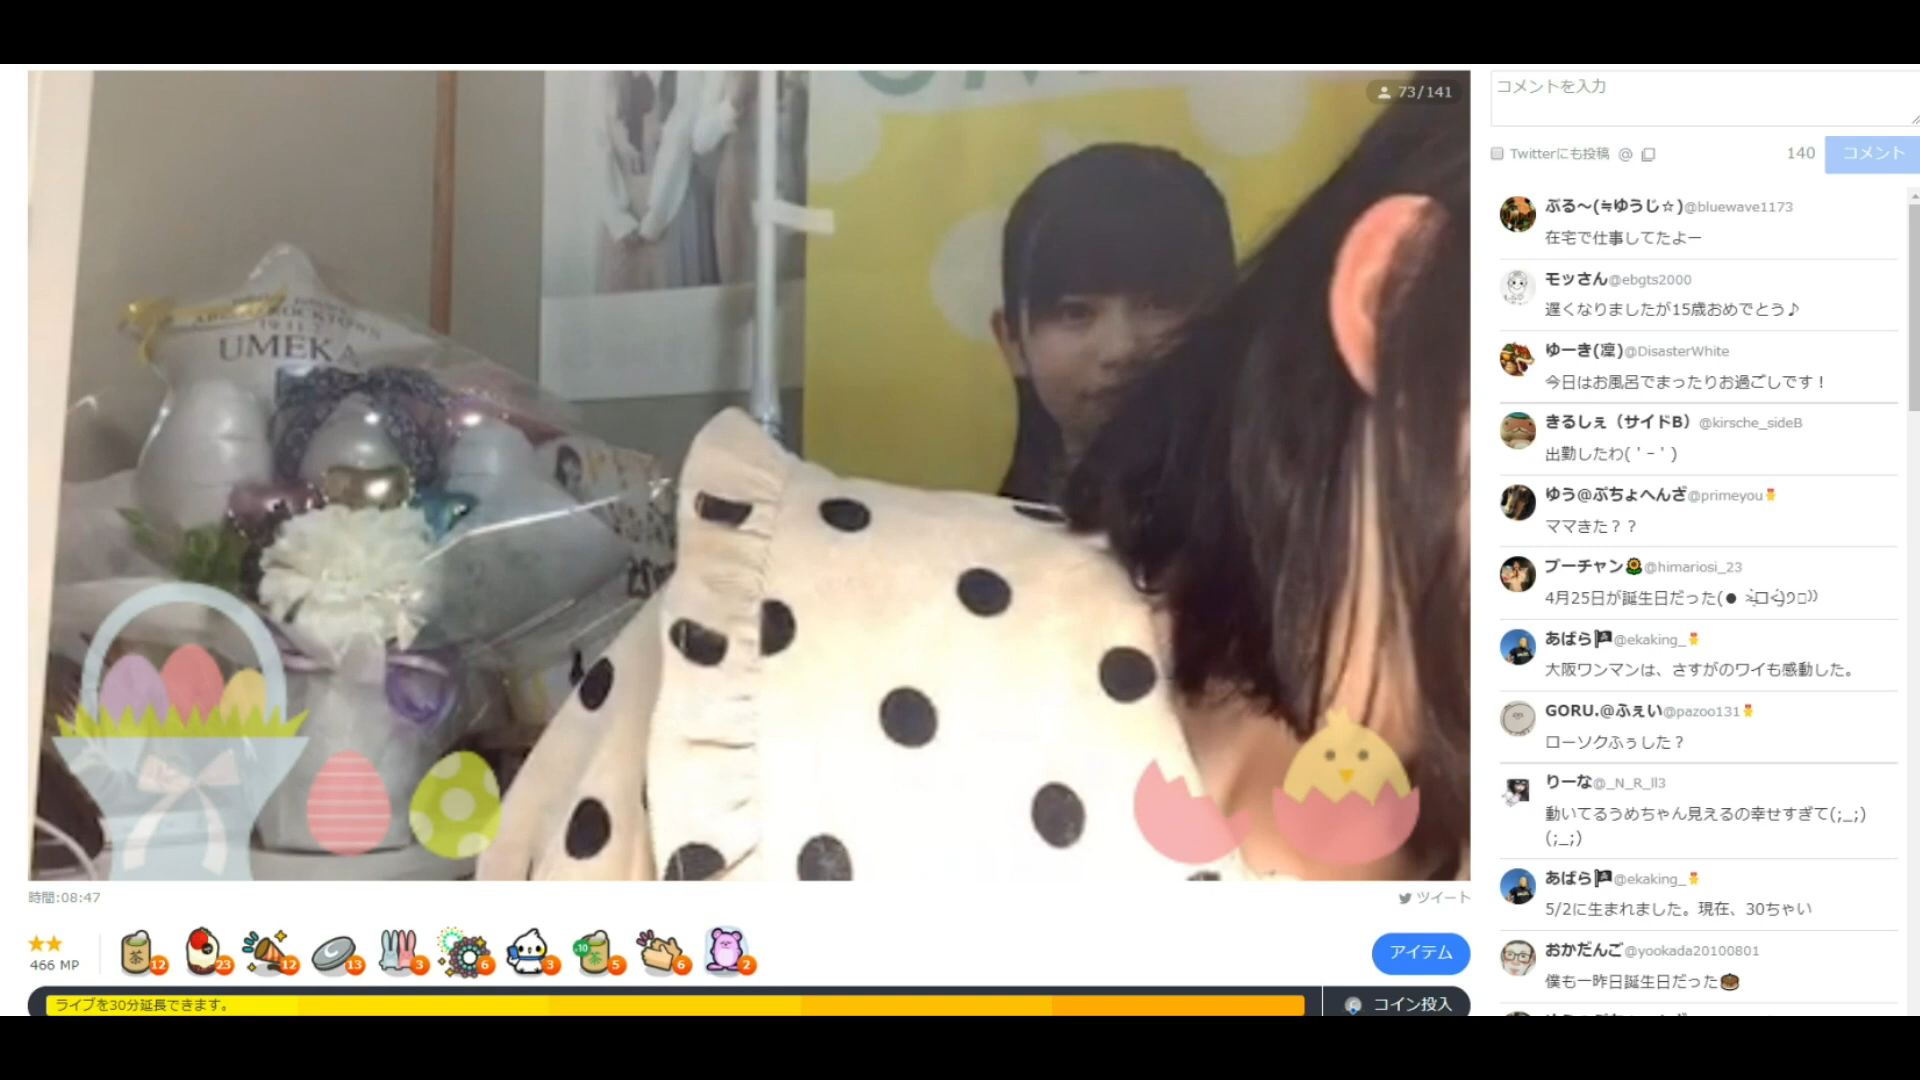 73/141
ROCKTOWN
UMEKA
時間:08:47
ツイート
466 MP
茶
12
23
12
13
3
6
3
10
茶
5
6
2
アイテム
ライブを30分延長できます。
コイン投入
コメントを入力
Twitterにも投稿 @
140
コメント
ぶる〜(≒ゆうじ☆)@bluewave1173
在宅で仕事してたよー
モッさん@ebgts2000
遅くなりましたが15歳おめでとう♪
ゆーき(凜)@DisasterWhite
今日はお風呂でまったりお過ごしです！
きるしぇ（サイドB）@kirsche_sideB
出勤したわ( ' ｰ ' )
ゆう@ぷちょへんざ@primeyou
ママきた？？
プーチャン🌻@himariosi_23
4月25日が誕生日だった(●
あばら🏴‍☠@ekaking_
大阪ワンマンは、さすがのワイも感動した。
GORU.@ふぇい@pazoo131
ローソクふぅした？
りーな@_N_R_ll3
動いてるうめちゃん見えるの幸せすぎて(;_;)
(;_;)
あばら🏴‍☠@ekaking_
5/2に生まれました。現在、30ちゃい
おかだんご@yookada20100801
僕も一昨日誕生日だった🎂